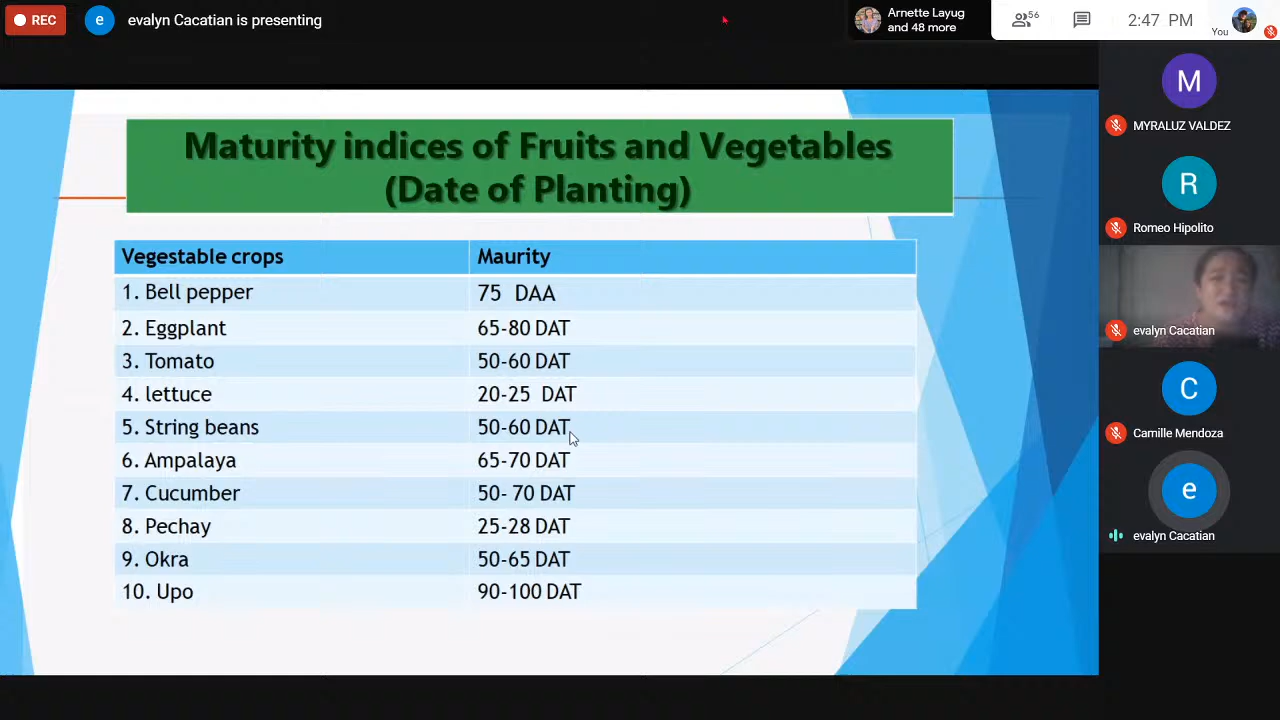 REC
e
evalyn Cacatian is presenting
Arnette Layug
and 48 more
56
2:47 PM
You
Maturity indices of Fruits and Vegetables
(Date of Planting)
Vegestable crops Maurity
1. Bell pepper 75 DAA
2. Eggplant 65-80 DAT
3. Tomato 50-60 DAT
4. lettuce 20-25 DAT
5. String beans 50-60 DAT
6. Ampalaya 65-70 DAT
7. Cucumber 50- 70 DAT
8. Pechay 25-28 DAT
9. Okra 50-65 DAT
10. Upo 90-100 DAT
M
MYRALUZ VALDEZ
R
Romeo Hipolito
evalyn Cacatian
C
Camille Mendoza
e
evalyn Cacatian